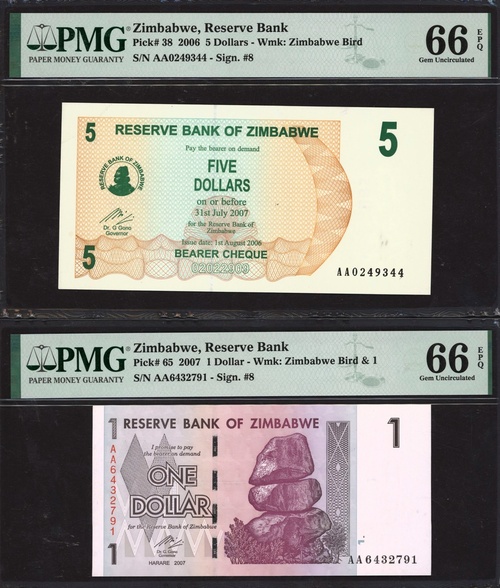 PMG
PAPER MONEY GUARANTY
Zimbabwe, Reserve Bank
Pick# 38 2006 5 Dollars - Wmk: Zimbabwe Bird
S/N AA0249344 - Sign. #8
66 EPQ
Gem Uncirculated
5 RESERVE BANK OF ZIMBABWE 5
Pay the bearer on demand
FIVE
DOLLARS
on or before
31st July 2007
for the Reserve Bank of
Zimbabwe
RESERVE BANK OF ZIMBABWE
Dr. G Gono
Governor
Issue date: 1st August 2006
5 BEARER CHEQUE
AA0249344
PMG
PAPER MONEY GUARANTY
Zimbabwe, Reserve Bank
Pick# 65 2007 1 Dollar - Wmk: Zimbabwe Bird & 1
S/N AA6432791 - Sign. #8
66 EPQ
Gem Uncirculated
1 RESERVE BANK OF ZIMBABWE 1
I promise to pay
the bearer on demand
AA6432791
ONE
DOLLAR
for the Reserve Bank of Zimbabwe
Dr. G. Gono
Governor
1
HARARE 2007
AA6432791